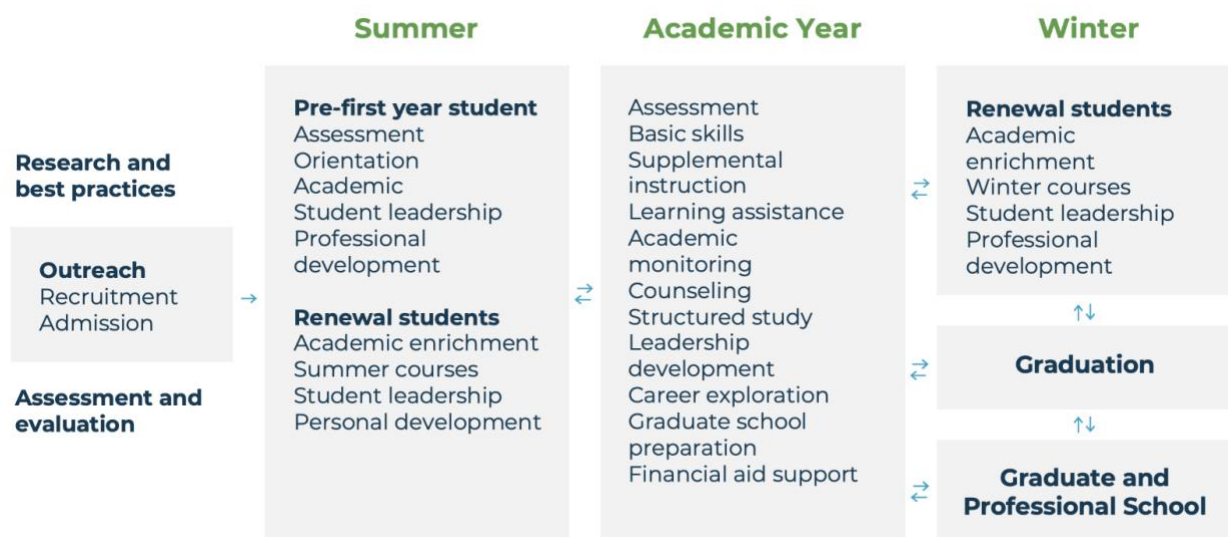 Summer
Academic Year
Winter
Research and
best practices
Outreach
Recruitment
Admission
Assessment and
evaluation
Pre-first year student
Assessment
Orientation
Academic
Student leadership
Professional
development
Renewal students
Academic enrichment
Summer courses
Student leadership
Personal development
Assessment
Basic skills
Supplemental
instruction
Learning assistance
Academic
monitoring
Counseling
Structured study
Leadership
development
Career exploration
Graduate school
preparation
Financial aid support
Renewal students
Academic
enrichment
Winter courses
Student leadership
Professional
development
Graduation
Graduate and
Professional School